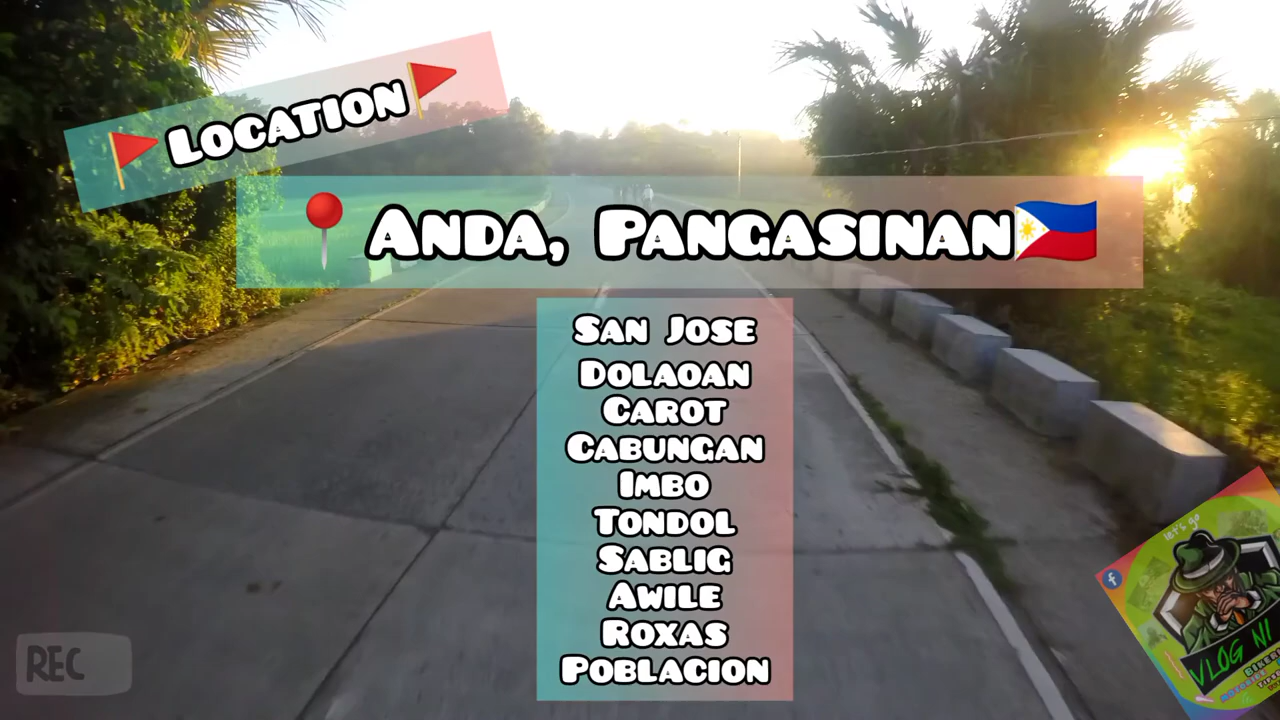 Location
Anda, Pangasinan
San Jose
Dolaoan
Carot
Cabungan
Imbo
Tondol
Sablig
Awile
Roxas
Poblacion
REC
let's go
VLOG NI